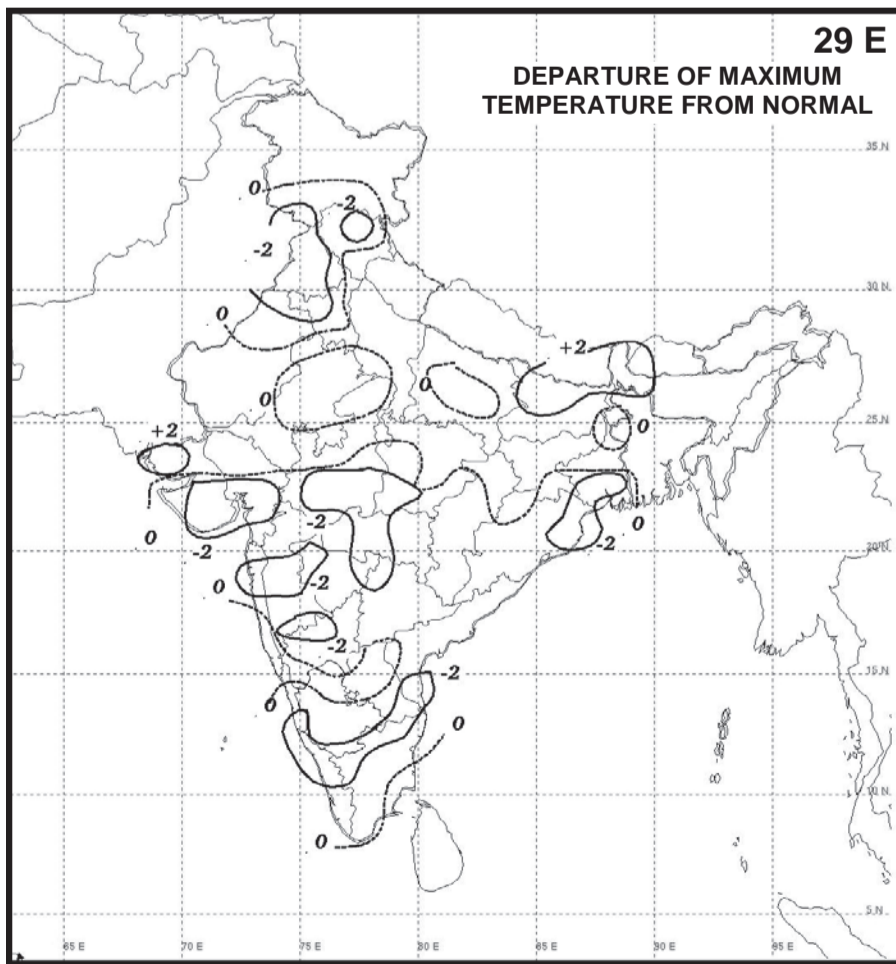 29 E
DEPARTURE OF MAXIMUM
TEMPERATURE FROM NORMAL
35 N
0
-2
-2
30 N
0
+2
0
0
25 N
+2
0
-2
0
-2
0
20 N
-2
-2
0
-2
15 N
-2
0
0
10 N
0
5 N
65 E
70 E
75 E
80 E
85 E
90 E
95 E